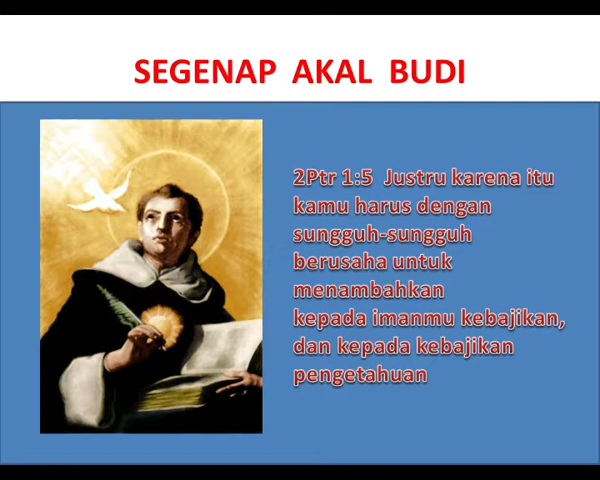 SEGENAP AKAL BUDI
2Ptr 1:5 Justru karena itu
kamu harus dengan
sungguh-sungguh
berusaha untuk
menambahkan
kepada imanmu kebajikan,
dan kepada kebajikan
pengetahuan